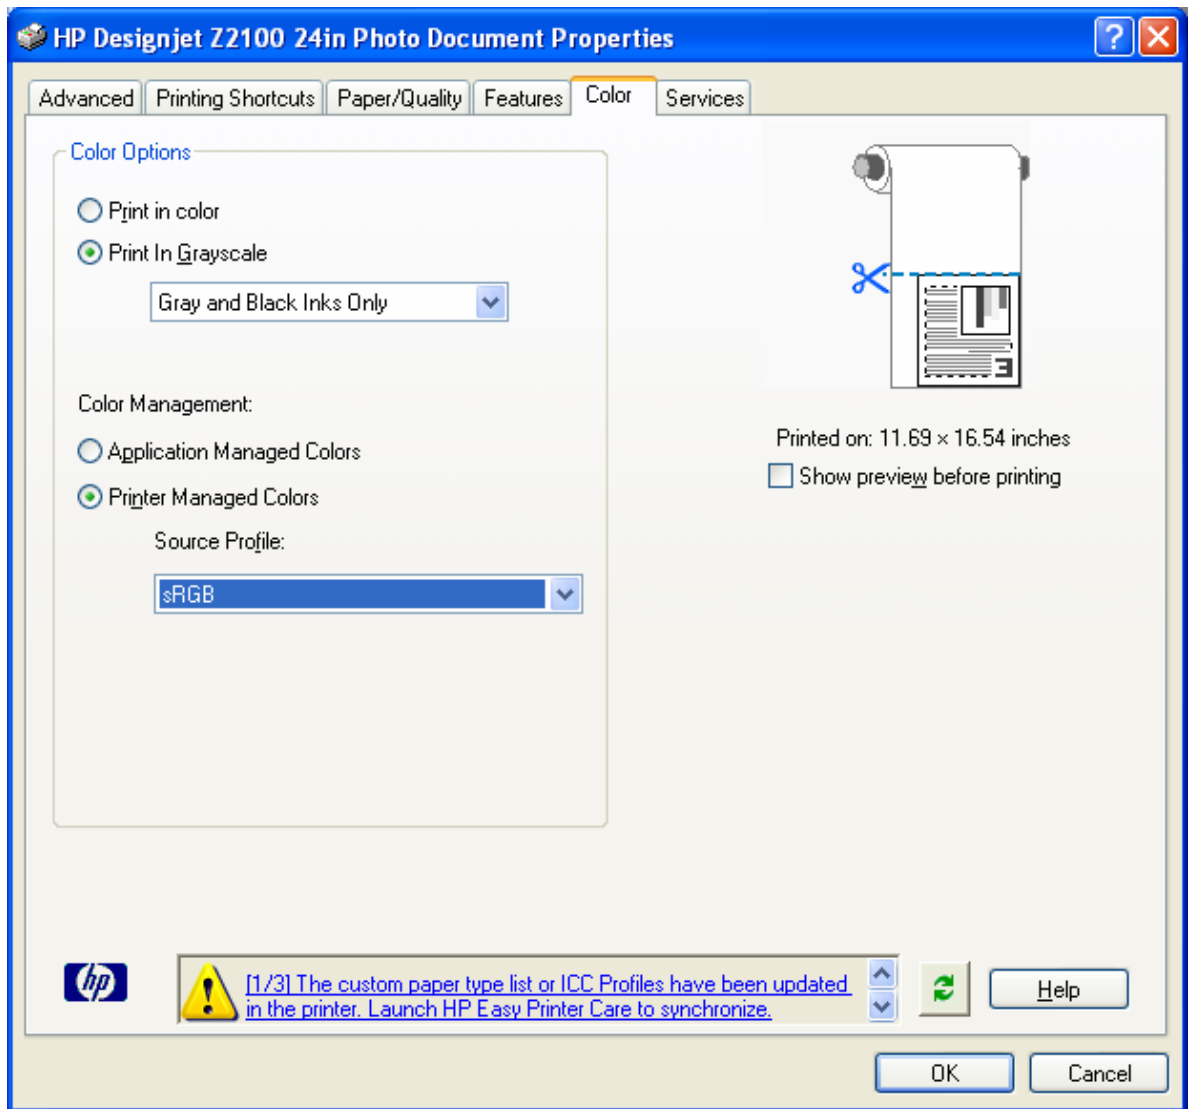 HP Designjet Z2100 24in Photo Document Properties
Advanced Printing Shortcuts Paper/Quality Features Color Services
Color Options
Print in color
Print In Grayscale
Gray and Black Inks Only
Color Management:
Application Managed Colors
Printer Managed Colors
Source Profile:
sRGB
3
Printed on: 11.69 × 16.54 inches
Show preview before printing
hp
[1/3] The custom paper type list or ICC Profiles have been updated
in the printer. Launch HP Easy Printer Care to synchronize.
Help
OK Cancel